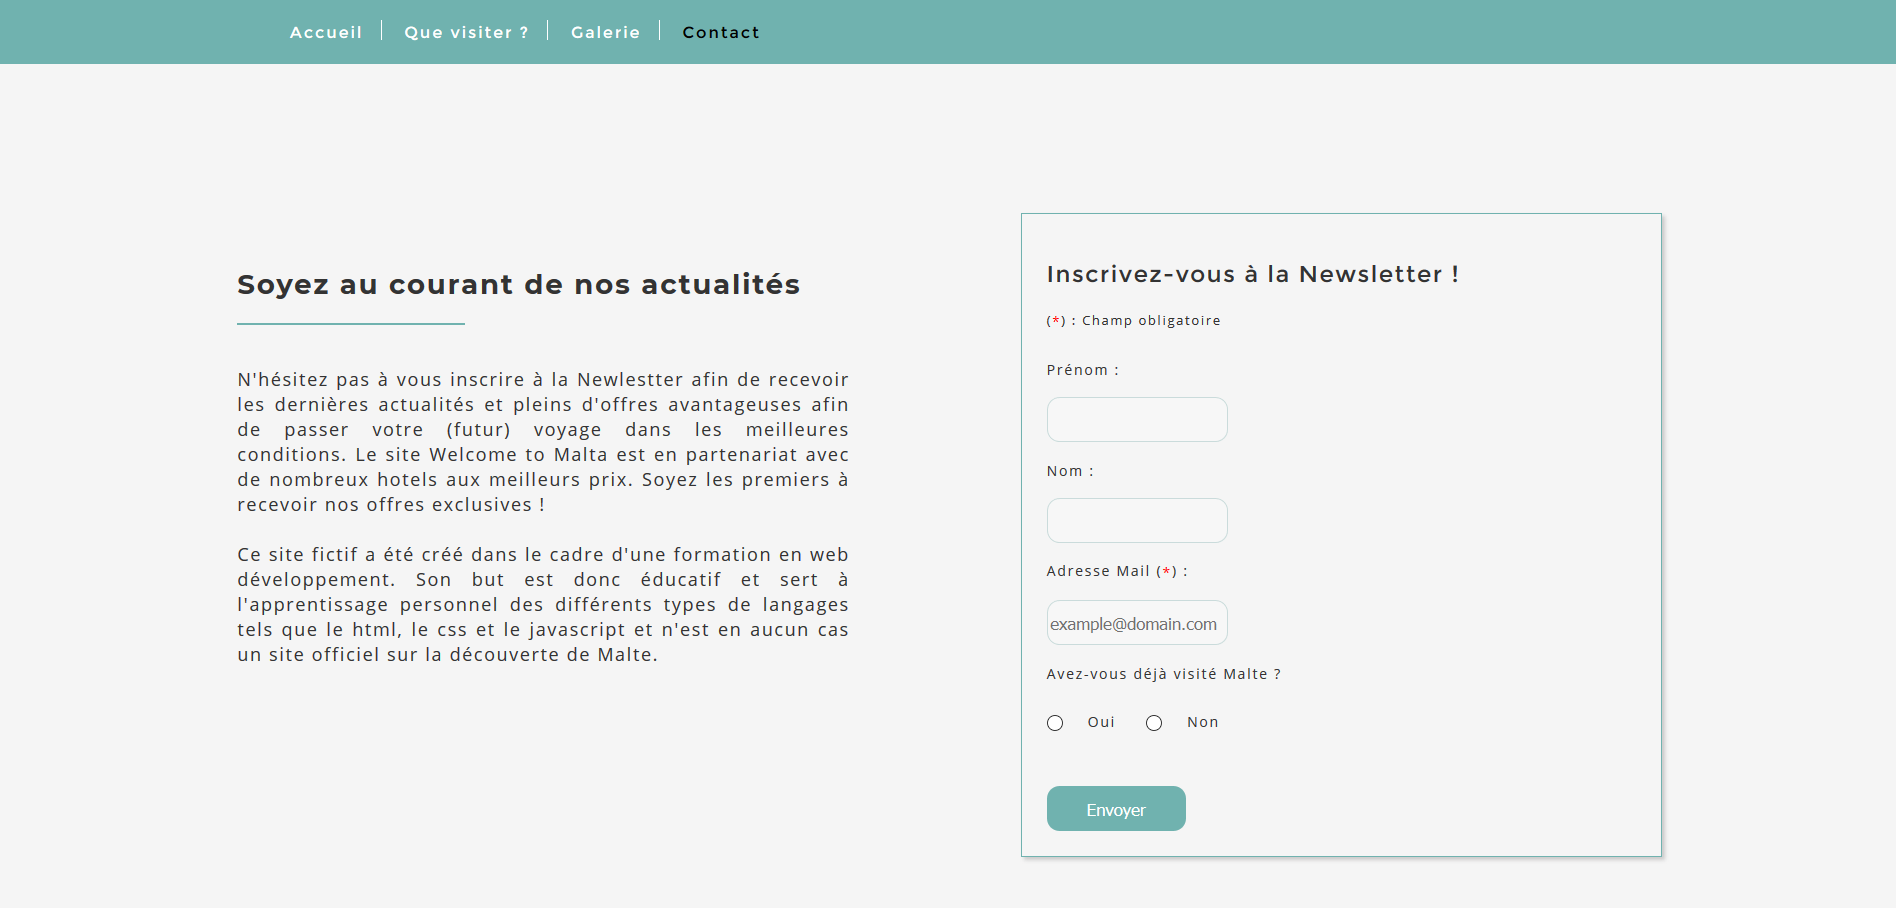 Accueil Que visiter ? Galerie Contact
Soyez au courant de nos actualités
N'hésitez pas à vous inscrire à la Newlestter afin de recevoir
les dernières actualités et pleins d'offres avantageuses afin
de passer votre (futur) voyage dans les meilleures
conditions. Le site Welcome to Malta est en partenariat avec
de nombreux hotels aux meilleurs prix. Soyez les premiers à
recevoir nos offres exclusives !
Ce site fictif a été créé dans le cadre d'une formation en web
développement. Son but est donc éducatif et sert à
l'apprentissage personnel des différents types de langages
tels que le html, le css et le javascript et n'est en aucun cas
un site officiel sur la découverte de Malte.
Inscrivez-vous à la Newsletter !
(*) : Champ obligatoire
Prénom :
Nom :
Adresse Mail (*) :
example@domain.com
Avez-vous déjà visité Malte ?
Oui Non
Envoyer